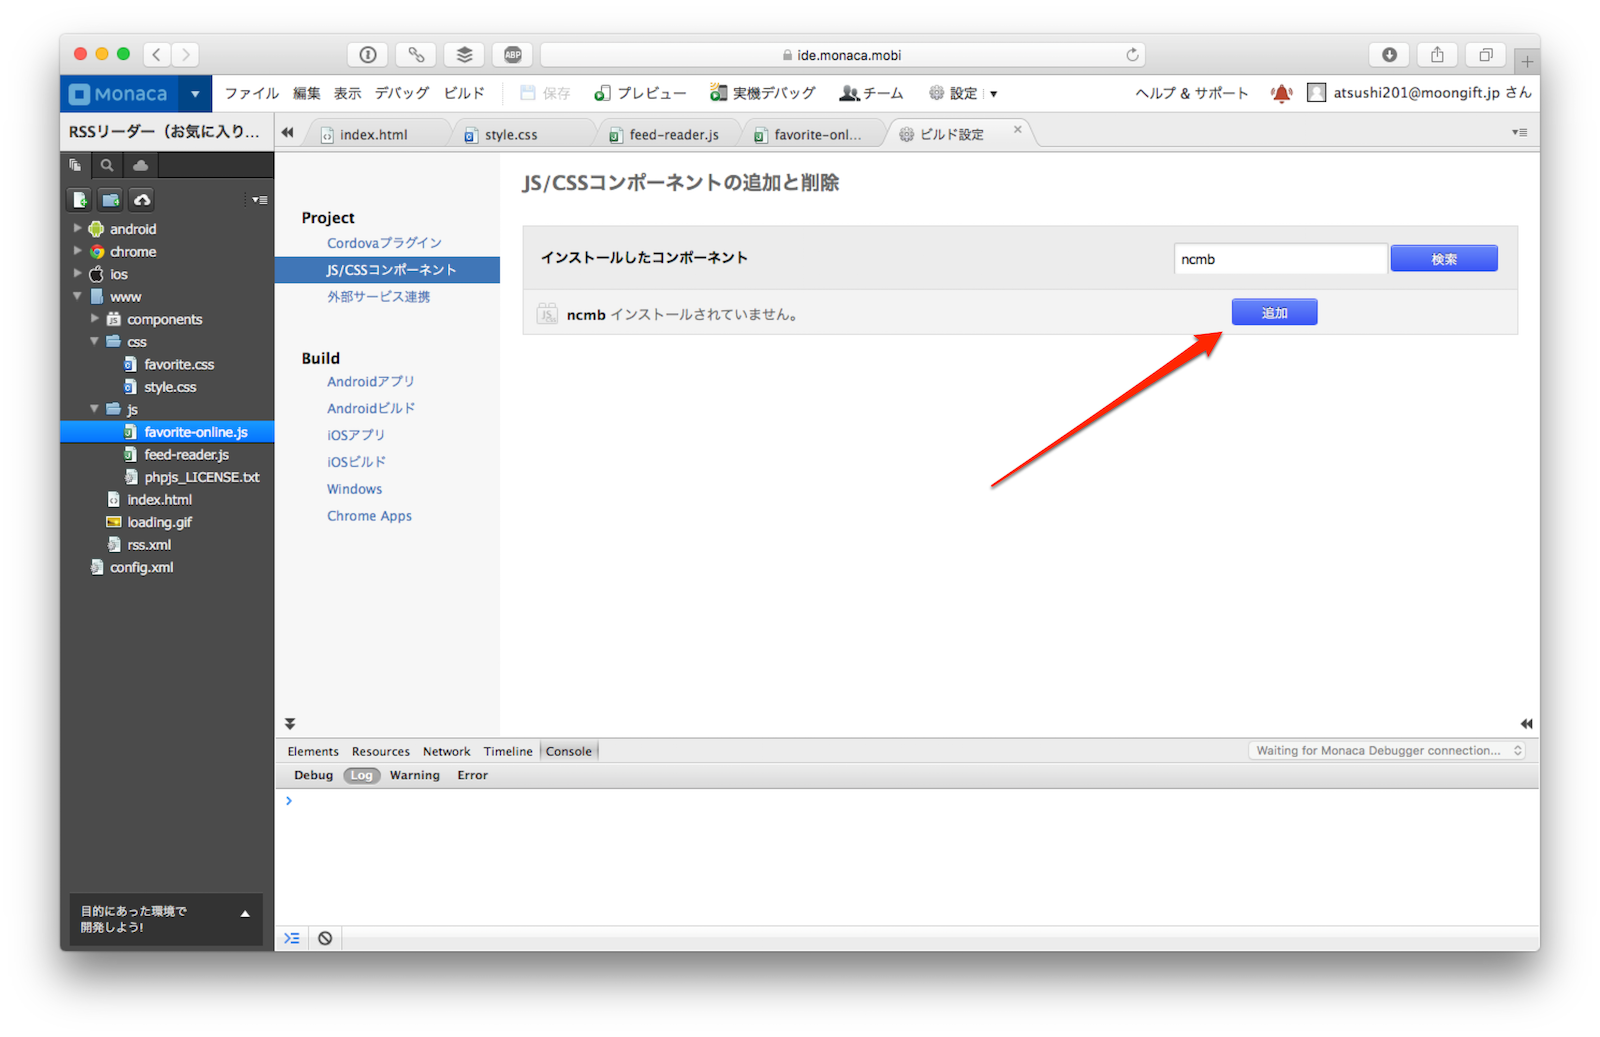 ABP
ide.monaca.mobi
Monaca ファイル 編集 表示 デバッグ ビルド 保存 プレビュー 実機デバッグ チーム 設定 ヘルプ & サポート atsushi201@moongift.jp さん
RSSリーダー（お気に入り...
index.html style.css feed-reader.js favorite-onl... ビルド設定
android
chrome
ios
www
components
css
favorite.css
style.css
js
favorite-online.js
feed-reader.js
phpjs_LICENSE.txt
index.html
loading.gif
rss.xml
config.xml
目的にあった環境で
開発しよう!
Project
Cordovaプラグイン
JS/CSSコンポーネント
外部サービス連携
Build
Androidアプリ
Androidビルド
iOSアプリ
iOSビルド
Windows
Chrome Apps
JS/CSSコンポーネントの追加と削除
インストールしたコンポーネント ncmb 検索
JS ncmb インストールされていません。 追加
Elements Resources Network Timeline Console Waiting for Monaca Debugger connection...
Debug Log Warning Error